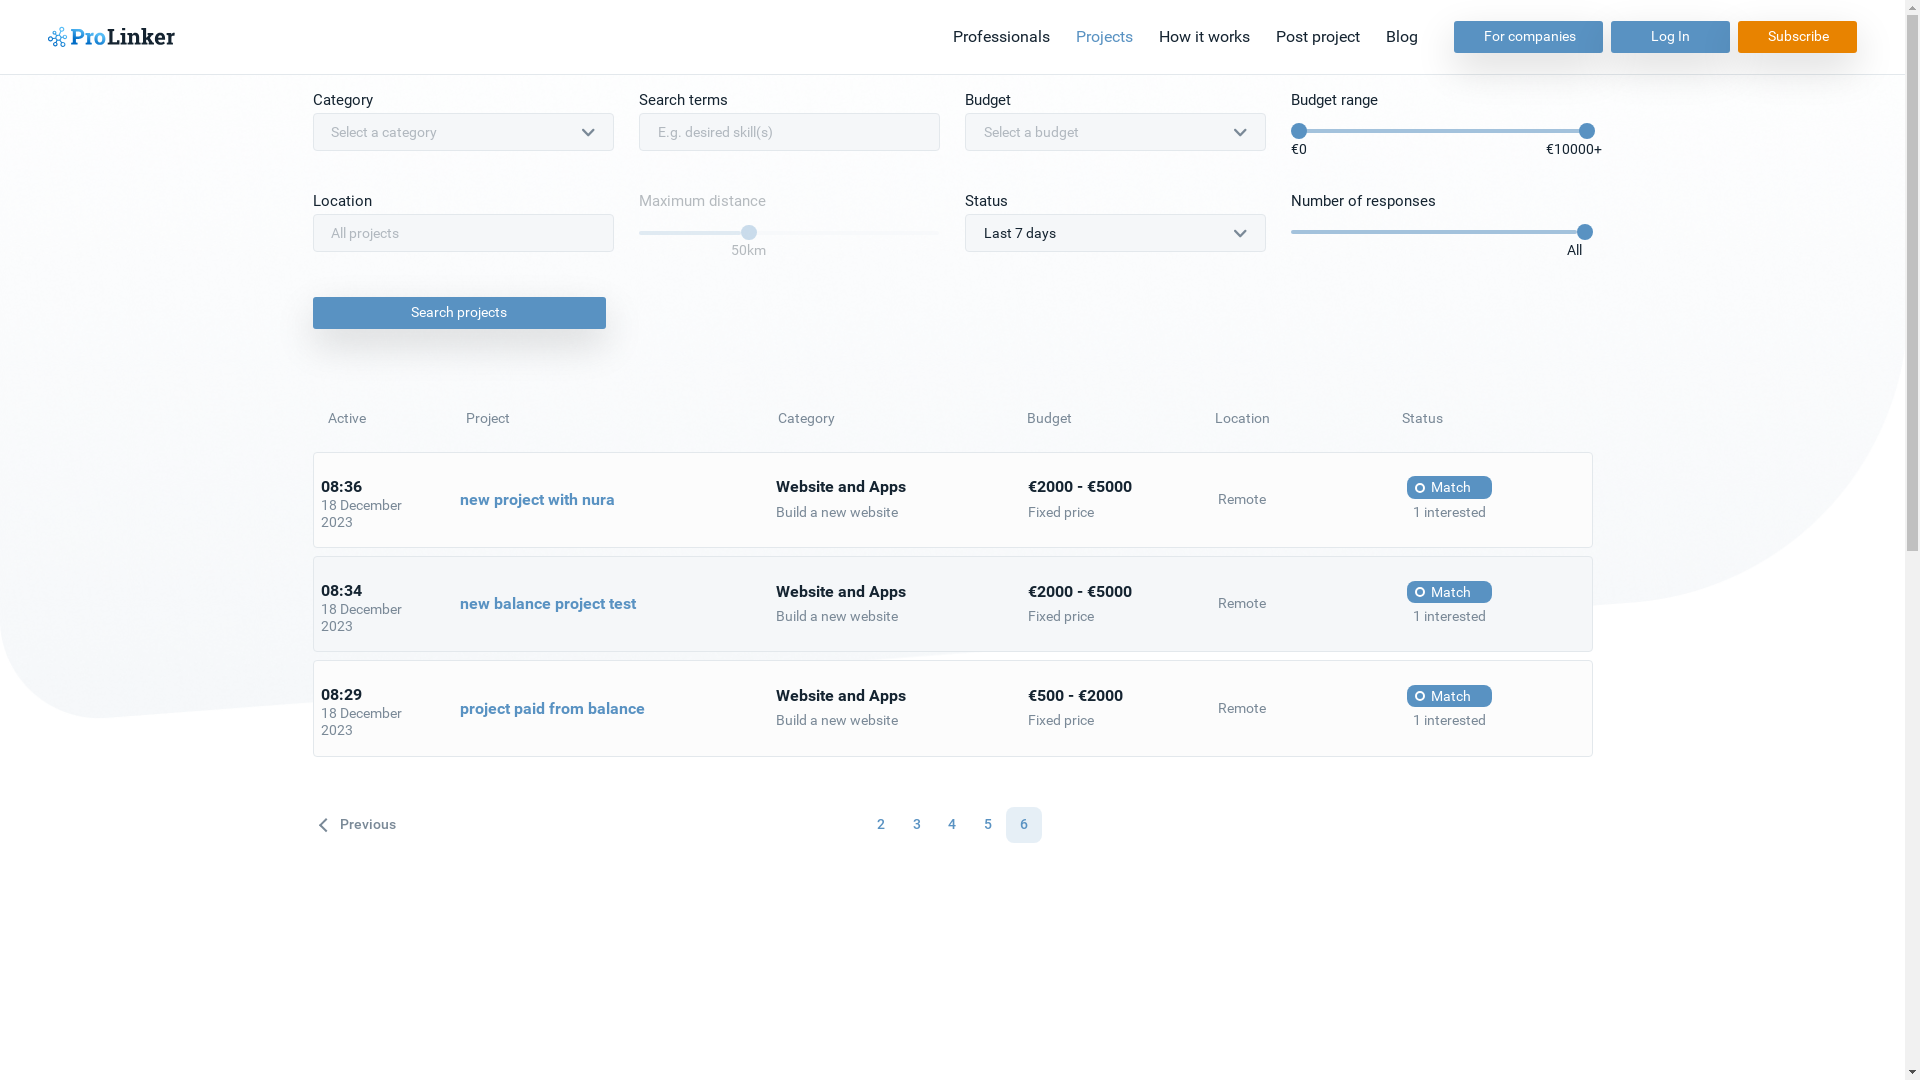 ProLinker
Professionals Projects How it works Post project Blog For companies Log In Subscribe
Category Search terms Budget Budget range
Select a category E.g. desired skill(s) Select a budget
€0 €10000+
Location Maximum distance Status Number of responses
All projects Last 7 days
50km All
Search projects
Active Project Category Budget Location Status
08:36
18 December
2023
new project with nura
Website and Apps
Build a new website
€2000 - €5000
Fixed price
Remote
Match
1 interested
08:34
18 December
2023
new balance project test
Website and Apps
Build a new website
€2000 - €5000
Fixed price
Remote
Match
1 interested
08:29
18 December
2023
project paid from balance
Website and Apps
Build a new website
€500 - €2000
Fixed price
Remote
Match
1 interested
Previous 2 3 4 5 6